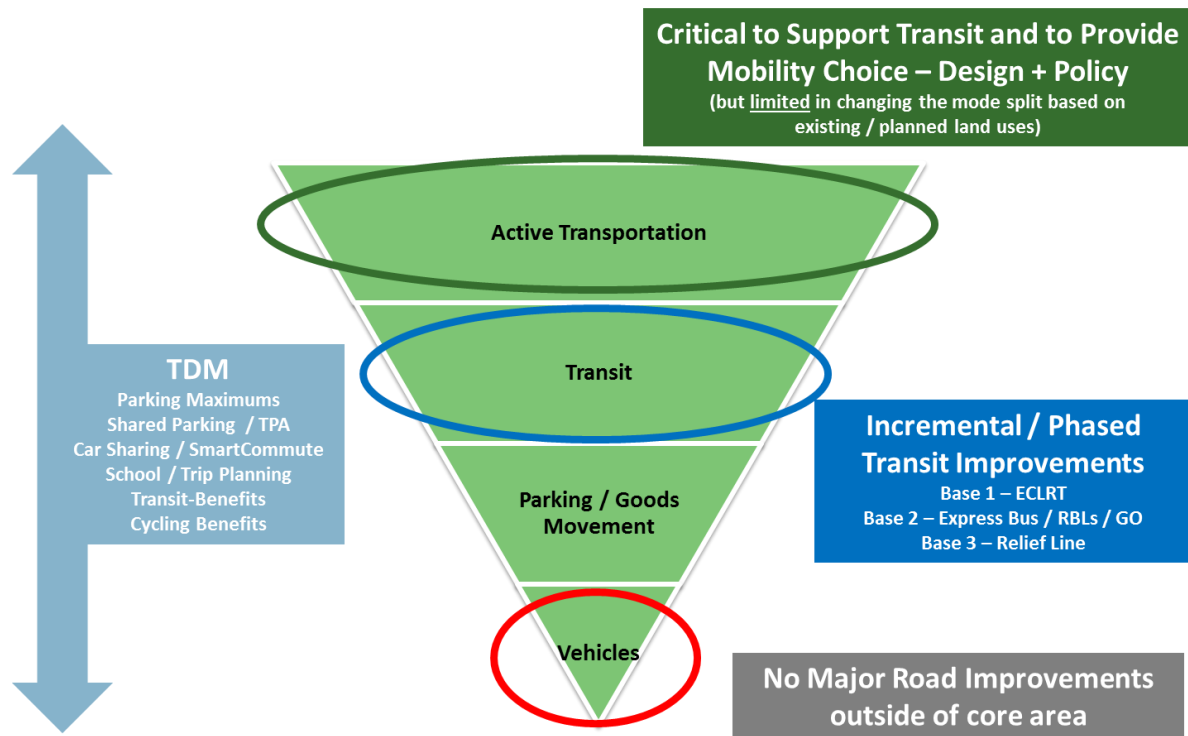 Critical to Support Transit and to Provide
Mobility Choice – Design + Policy
(but limited in changing the mode split based on
existing / planned land uses)
Active Transportation
Transit
TDM
Parking Maximums
Shared Parking / TPA
Car Sharing / SmartCommute
School / Trip Planning
Transit-Benefits
Cycling Benefits
Incremental / Phased
Transit Improvements
Base 1 – ECLRT
Base 2 – Express Bus / RBLs / GO
Base 3 – Relief Line
Parking / Goods
Movement
Vehicles
No Major Road Improvements
outside of core area